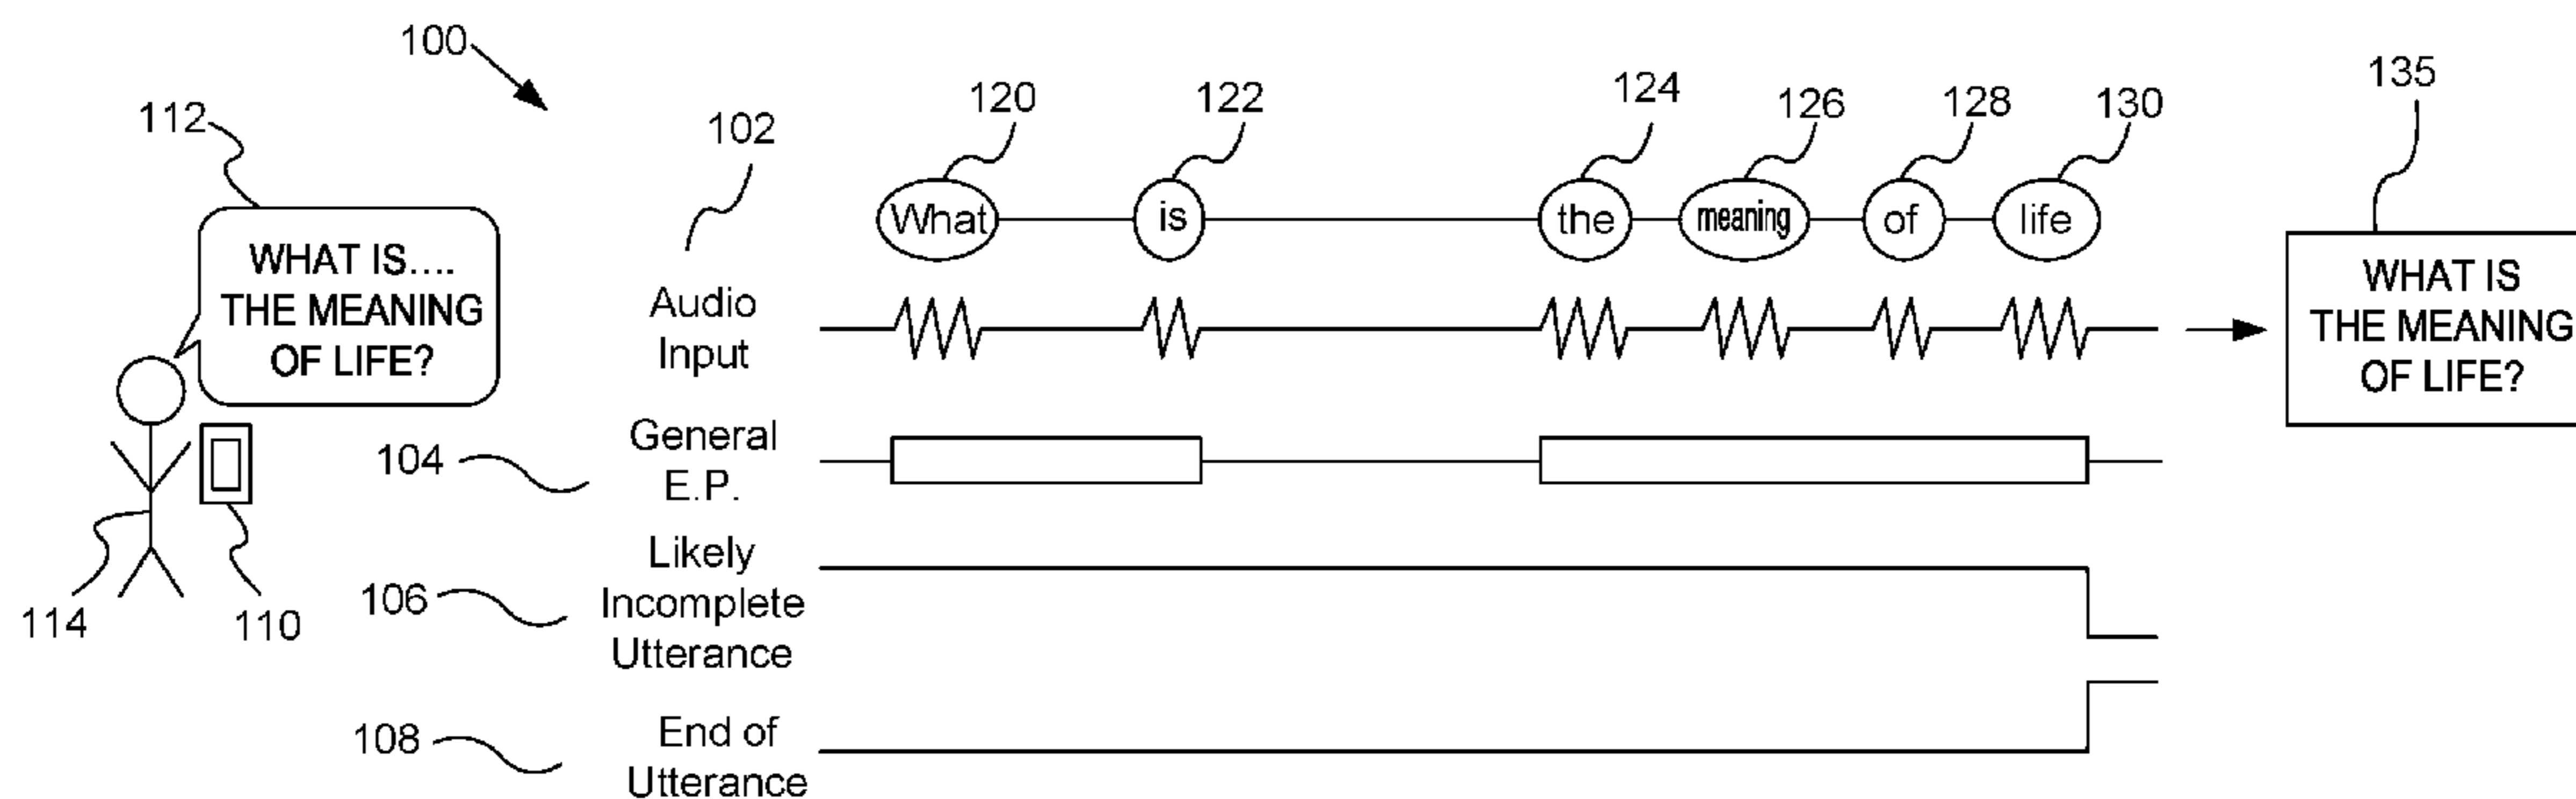 100
112
102
120
122
124
126
128
130
135
WHAT IS....
THE MEANING
OF LIFE?
What
is
the
meaning
of
life
Audio
Input
WHAT IS
THE MEANING
OF LIFE?
104
General
E.P.
114
110
106
Likely
Incomplete
Utterance
108
End of
Utterance